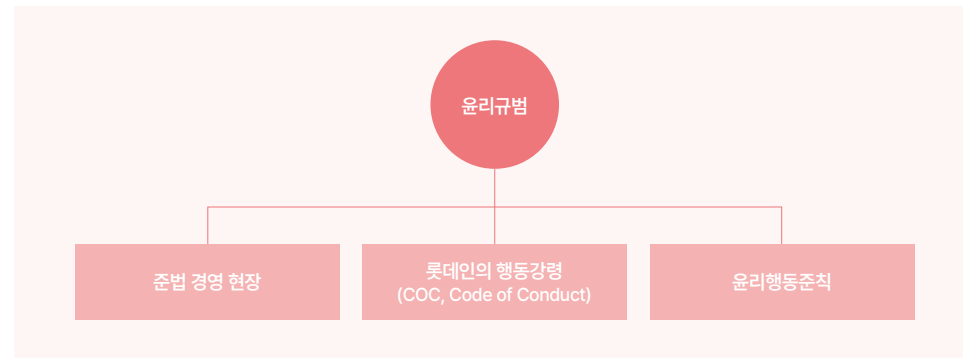 윤리규범
준법 경영 현장
롯데인의 행동강령
(COC, Code of Conduct)
윤리행동준칙